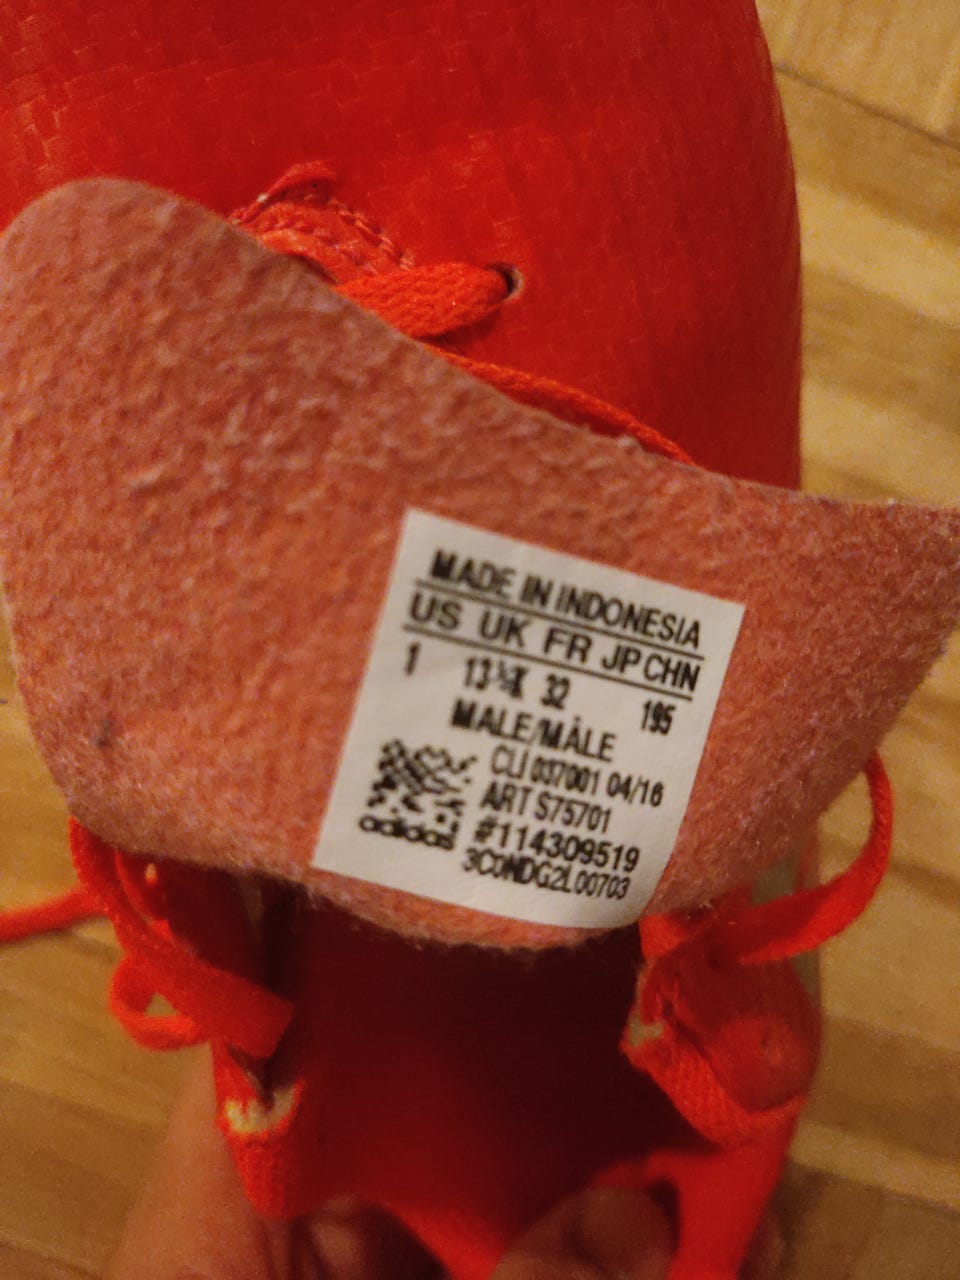 MADE IN INDONESIA
US UK FR JP CHN
1 13½K 32 195
MALE/MÂLE
CLI 037001 04/16
ART S75701
adidas #114309519
3C0NDG2L00703